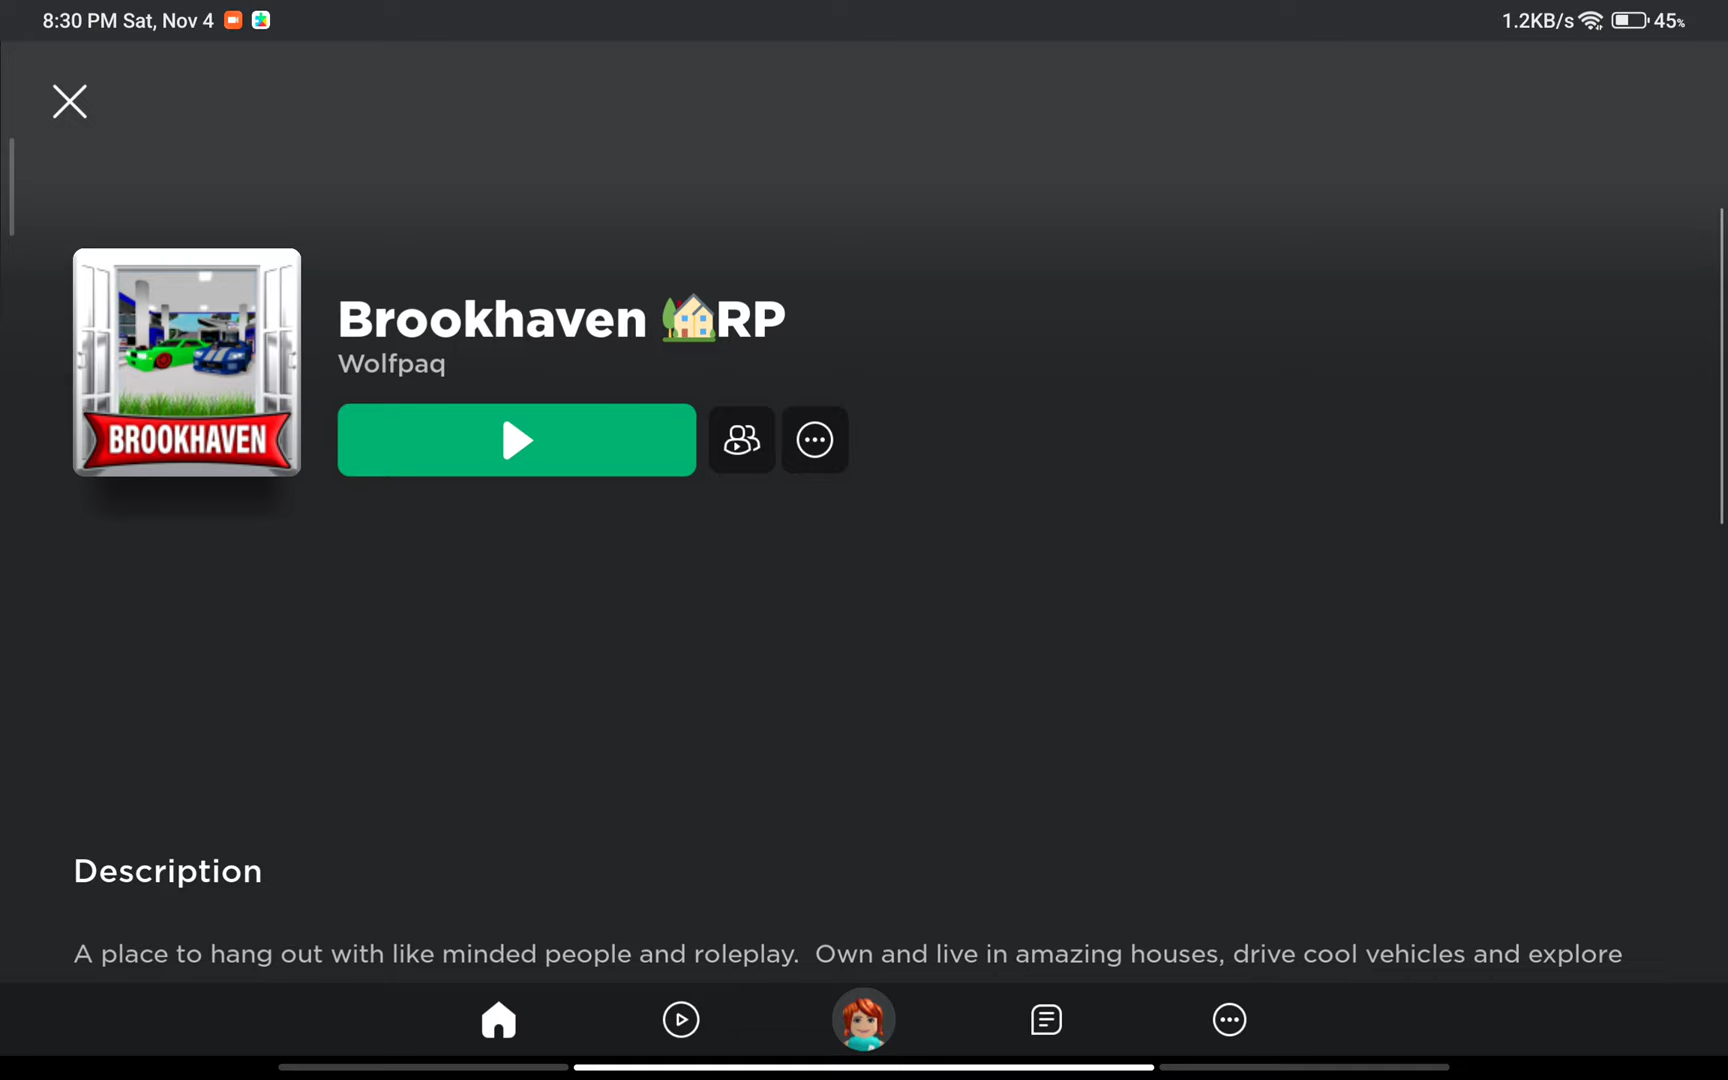 8:30 PM Sat, Nov 4
1.2KB/s 45%
Brookhaven 🏡RP
Wolfpaq
BROOKHAVEN
Description
A place to hang out with like minded people and roleplay. Own and live in amazing houses, drive cool vehicles and explore